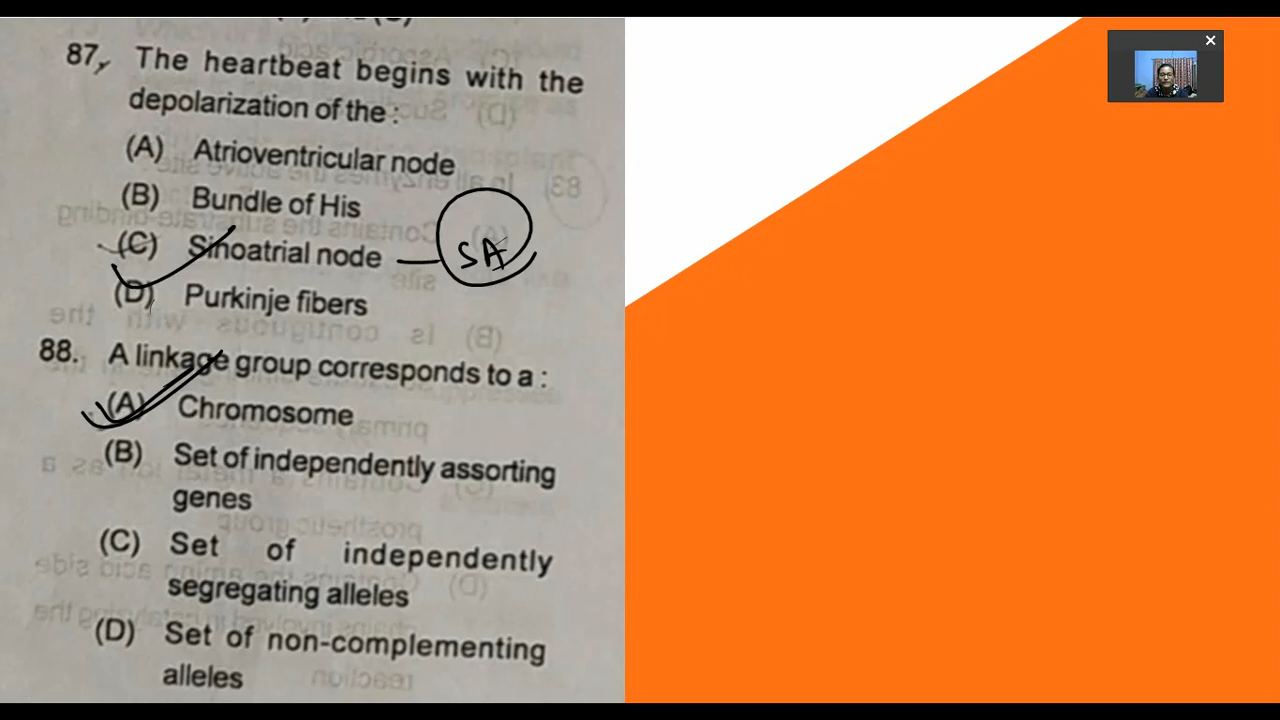 87, The heartbeat begins with the
depolarization of the :
(A) Atrioventricular node
(B) Bundle of His
(C) Sinoatrial node — SA
(D) Purkinje fibers
88. A linkage group corresponds to a :
(A) Chromosome
(B) Set of independently assorting
genes
(C) Set of independently
segregating alleles
(D) Set of non-complementing
alleles